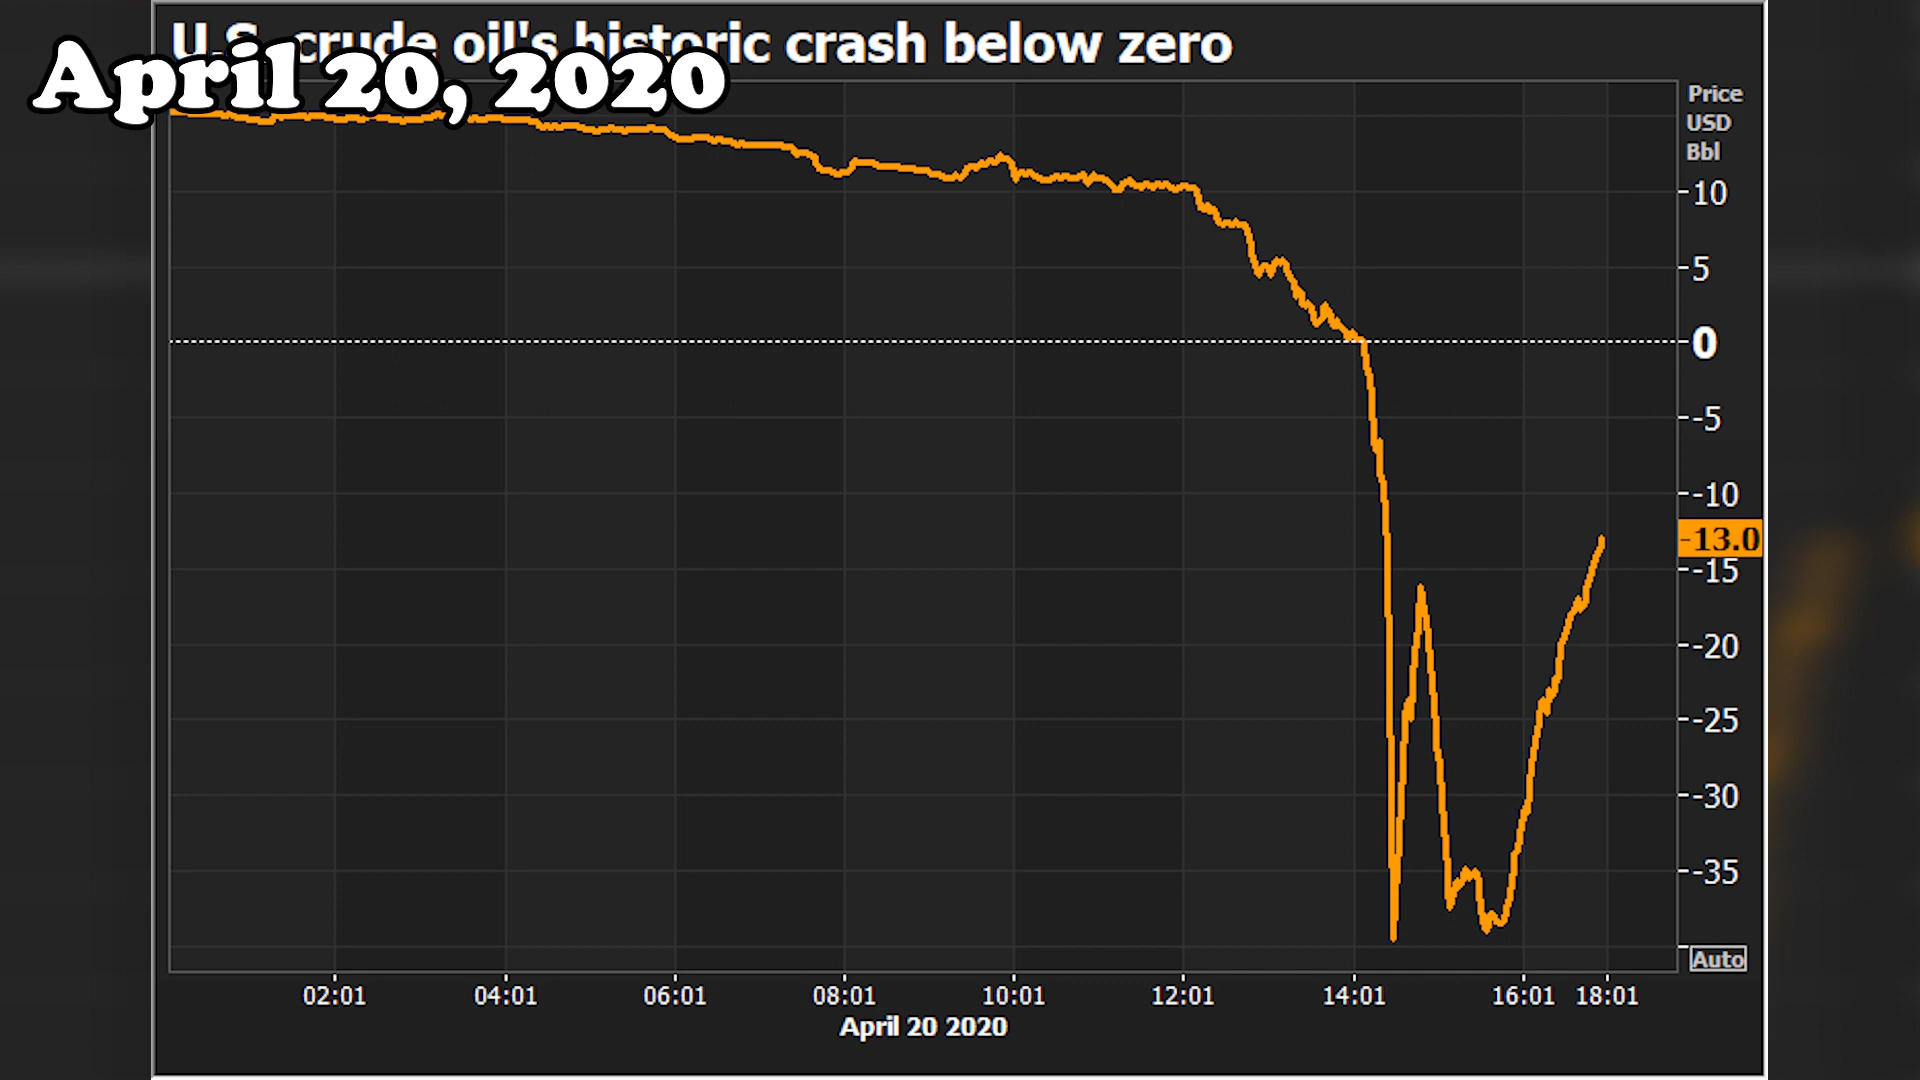 U.S. crude oil's historic crash below zero
April 20, 2020
Price
USD
Bbl
10
5
0
-5
-10
-13.0
-15
-20
-25
-30
-35
Auto
02:01 04:01 06:01 08:01 10:01 12:01 14:01 16:01 18:01
April 20 2020